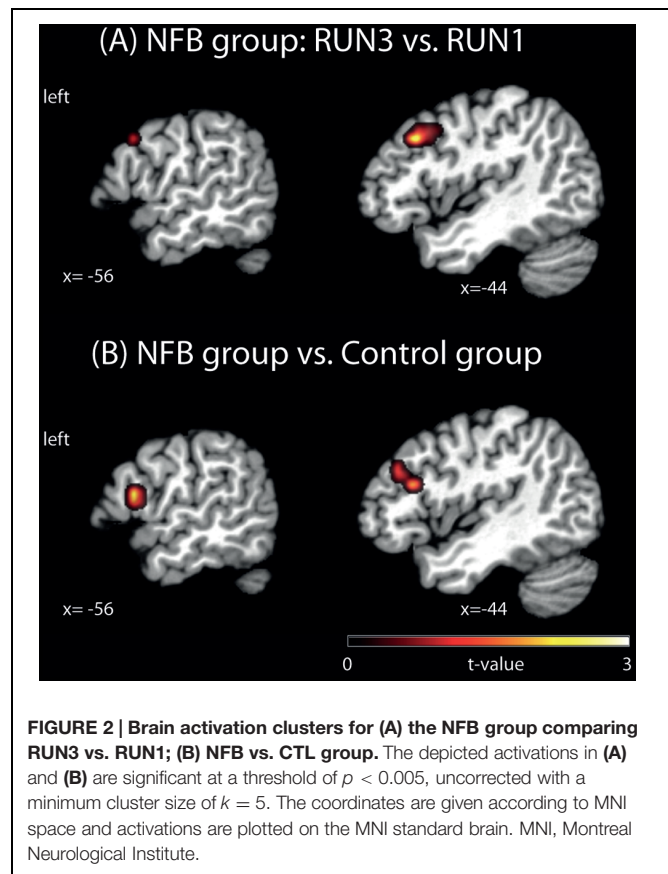 (A) NFB group: RUN3 vs. RUN1
left
x= -56
x=-44
(B) NFB group vs. Control group
left
x= -56
x=-44
0
t-value
3
FIGURE 2 | Brain activation clusters for (A) the NFB group comparing
RUN3 vs. RUN1; (B) NFB vs. CTL group. The depicted activations in (A)
and (B) are significant at a threshold of p < 0.005, uncorrected with a
minimum cluster size of k = 5. The coordinates are given according to MNI
space and activations are plotted on the MNI standard brain. MNI, Montreal
Neurological Institute.